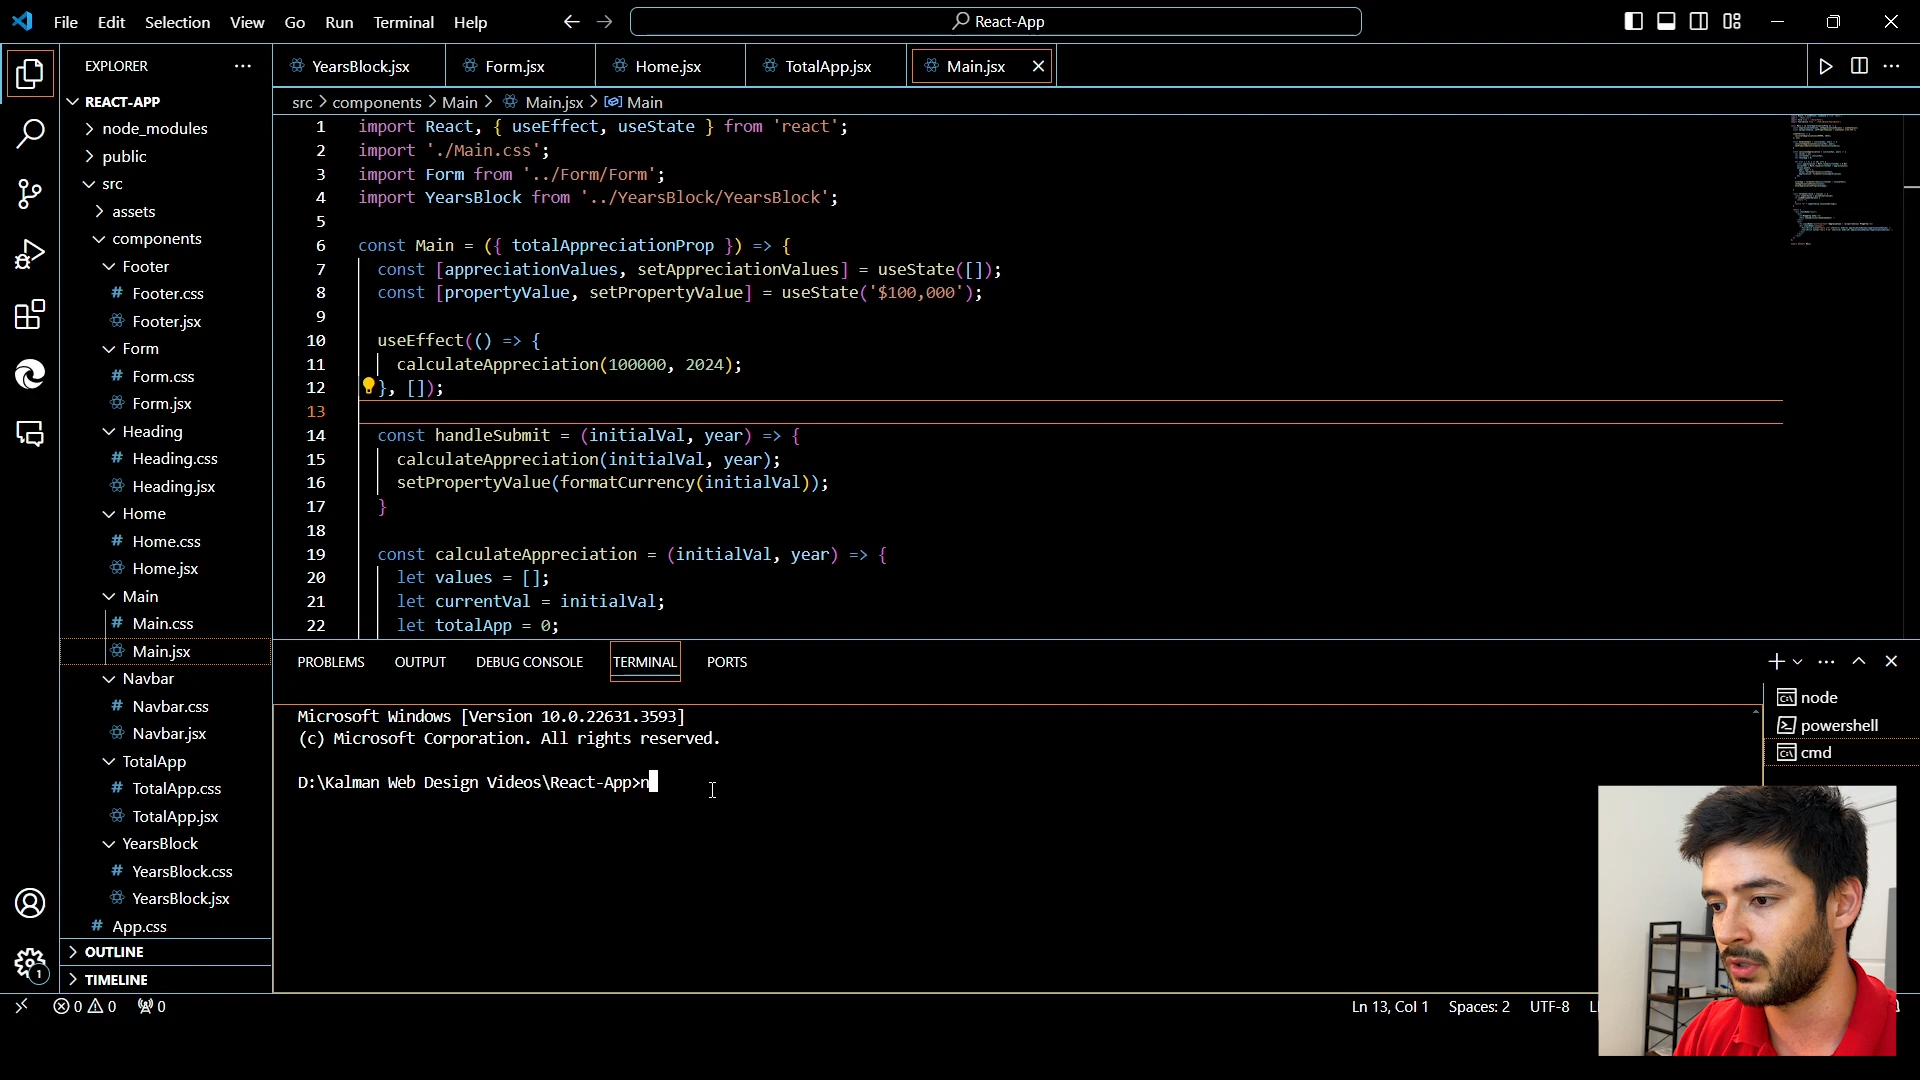 File Edit Selection View Go Run Terminal Help
React-App
EXPLORER
REACT-APP
node_modules
public
src
assets
components
Footer
# Footer.css
Footer.jsx
Form
# Form.css
Form.jsx
Heading
# Heading.css
Heading.jsx
Home
# Home.css
Home.jsx
Main
# Main.css
Main.jsx
Navbar
# Navbar.css
Navbar.jsx
TotalApp
# TotalApp.css
TotalApp.jsx
YearsBlock
# YearsBlock.css
YearsBlock.jsx
# App.css
OUTLINE
TIMELINE
1
YearsBlock.jsx Form.jsx Home.jsx TotalApp.jsx Main.jsx
src > components > Main > Main.jsx > Main
1 import React, { useEffect, useState } from 'react';
2 import './Main.css';
3 import Form from '../Form/Form';
4 import YearsBlock from '../YearsBlock/YearsBlock';
5
6 const Main = ({ totalAppreciationProp }) => {
7 const [appreciationValues, setAppreciationValues] = useState([]);
8 const [propertyValue, setPropertyValue] = useState('$100,000');
9
10 useEffect(() => {
11 calculateAppreciation(100000, 2024);
12 }, []);
13
14 const handleSubmit = (initialVal, year) => {
15 calculateAppreciation(initialVal, year);
16 setPropertyValue(formatCurrency(initialVal));
17 }
18
19 const calculateAppreciation = (initialVal, year) => {
20 let values = [];
21 let currentVal = initialVal;
22 let totalApp = 0;
PROBLEMS OUTPUT DEBUG CONSOLE TERMINAL PORTS
Microsoft Windows [Version 10.0.22631.3593]
(c) Microsoft Corporation. All rights reserved.
D:\Kalman Web Design Videos\React-App>n
node
powershell
cmd
0 0 0
Ln 13, Col 1 Spaces: 2 UTF-8